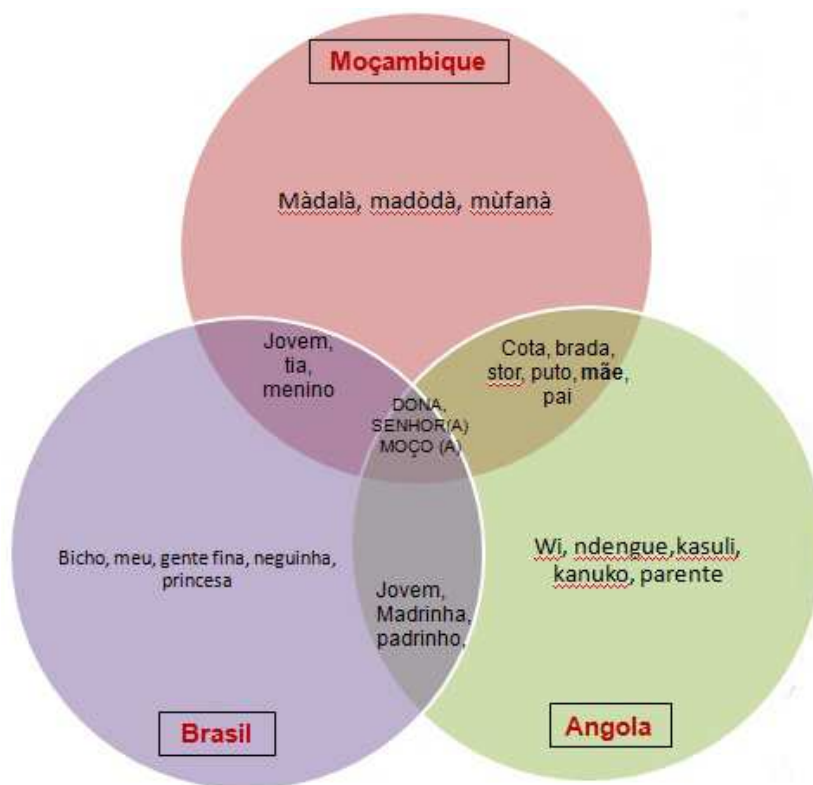 Moçambique
Màdalà, madòdà, mùfanà
Jovem,
tia,
menino
Cota, brada,
stor, puto, mãe,
pai
DONA,
SENHOR(A)
MOÇO (A)
Bicho, meu, gente fina, neguinha,
princesa
Wi, ndengue,kasuli,
kanuko, parente
Jovem,
Madrinha,
padrinho,
Brasil
Angola